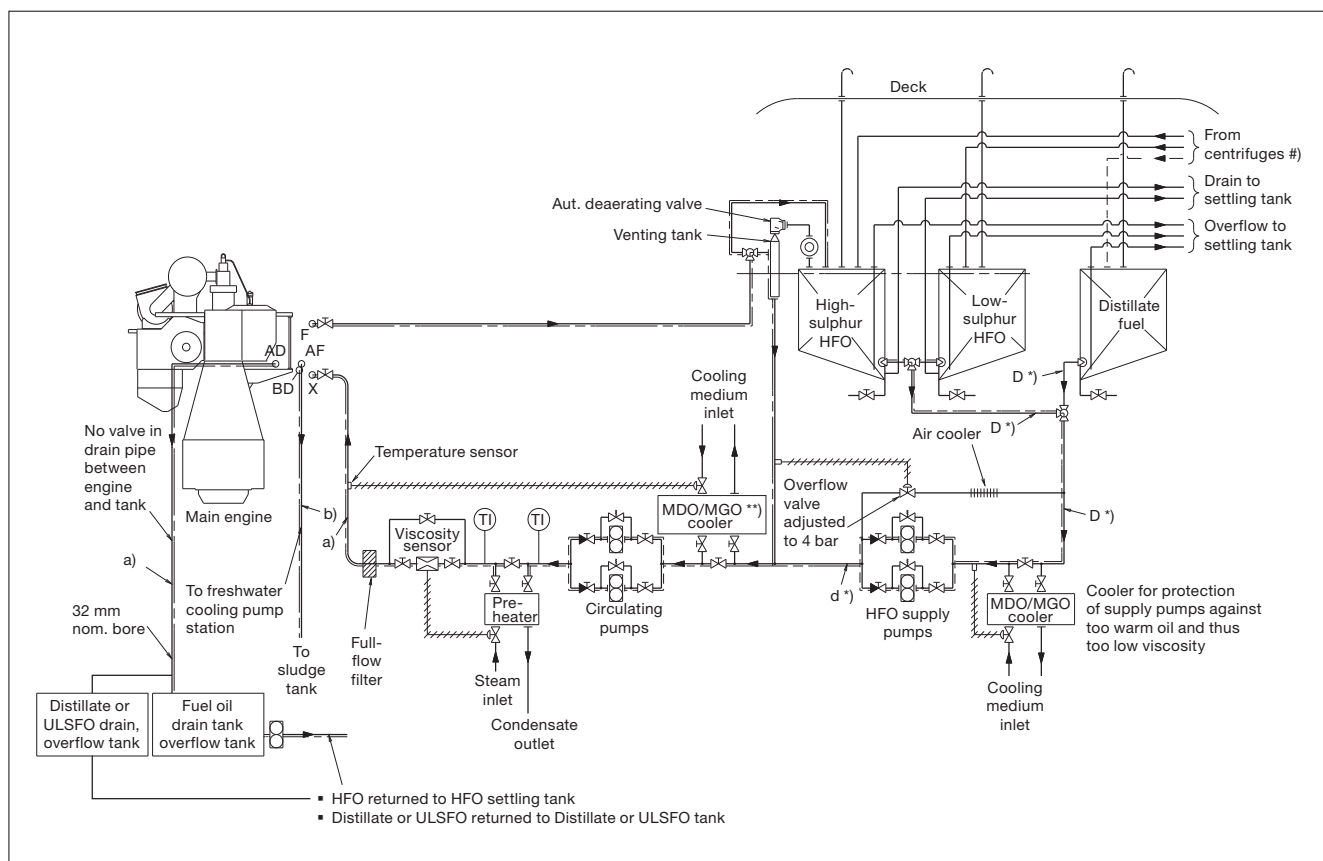 Deck
From
centrifuges #)
Drain to
settling tank
Overflow to
settling tank
Aut. deaerating valve
Venting tank
High-
sulphur
HFO
Low-
sulphur
HFO
Distillate
fuel
F
AD
AF
BD
X
D *)
D *)
Cooling
medium
inlet
Air cooler
No valve in
drain pipe
between
engine
and tank
Temperature sensor
Main engine
b)
a)
MDO/MGO **)
cooler
Overflow
valve
adjusted
to 4 bar
D *)
Viscosity
sensor
TI
TI
a)
d *)
To freshwater
cooling pump
station
Pre-
heater
Circulating
pumps
HFO supply
pumps
MDO/MGO
cooler
Cooler for protection
of supply pumps against
too warm oil and thus
too low viscosity
32 mm
nom. bore
To
sludge
tank
Full-
flow
filter
Steam
inlet
Condensate
outlet
Cooling
medium
inlet
Distillate or
ULSFO drain,
overflow tank
Fuel oil
drain tank
overflow tank
▪ HFO returned to HFO settling tank
▪ Distillate or ULSFO returned to Distillate or ULSFO tank